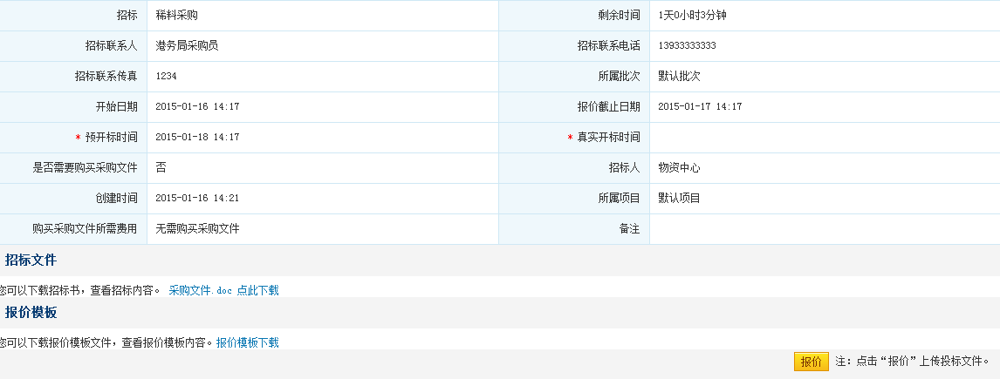 招标 稀料采购 剩余时间 1天0小时3分钟
招标联系人 港务局采购员 招标联系电话 13933333333
招标联系传真 1234 所属批次 默认批次
开始日期 2015-01-16 14:17 报价截止日期 2015-01-17 14:17
* 预开标时间 2015-01-18 14:17 * 真实开标时间
是否需要购买采购文件 否 招标人 物资中心
创建时间 2015-01-16 14:21 所属项目 默认项目
购买采购文件所需费用 无需购买采购文件 备注
招标文件
您可以下载招标书，查看招标内容。 采购文件.doc 点此下载
报价模板
您可以下载报价模板文件，查看报价模板内容。报价模板下载
报价 注：点击“报价”上传投标文件。